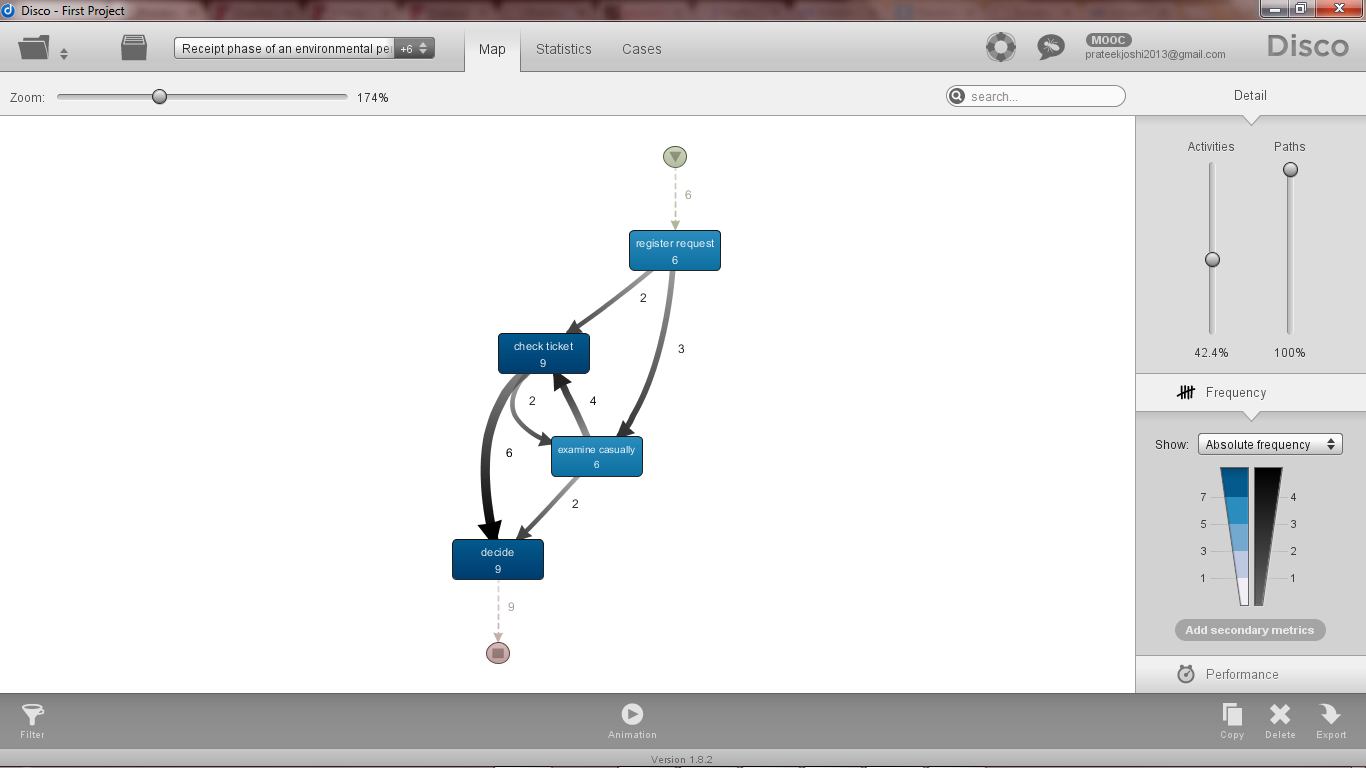 Disco - First Project
Receipt phase of an environmental pe
+6
Map
Statistics
Cases
MOOC
prateekjoshi2013@gmail.com
Disco
Zoom:
174%
search...
Detail
Activities
Paths
42.4%
100%
Frequency
Show:
Absolute frequency
7
4
5
3
3
2
1
1
Add secondary metrics
Performance
6
register request
6
2
3
check ticket
9
2
4
6
examine casually
6
2
decide
9
9
Filter
Animation
Copy
Delete
Export
Version 1.8.2